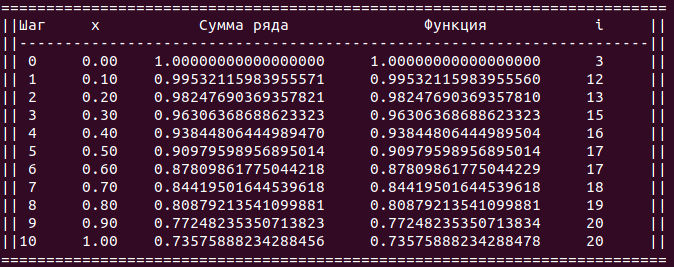 ==========================================================================
||Шаг x Сумма ряда Функция i ||
||----------------------------------------------------------------------||
|| 0 0.00 1.00000000000000000 1.00000000000000000 3 ||
|| 1 0.10 0.99532115983955571 0.99532115983955560 12 ||
|| 2 0.20 0.98247690369357821 0.98247690369357810 13 ||
|| 3 0.30 0.96306368688623323 0.96306368688623323 15 ||
|| 4 0.40 0.93844806444989470 0.93844806444989504 16 ||
|| 5 0.50 0.90979598956895014 0.90979598956895014 17 ||
|| 6 0.60 0.87809861775044218 0.87809861775044229 17 ||
|| 7 0.70 0.84419501644539618 0.84419501644539618 18 ||
|| 8 0.80 0.80879213541099881 0.80879213541099881 19 ||
|| 9 0.90 0.77248235350713823 0.77248235350713834 20 ||
||10 1.00 0.73575888234288456 0.73575888234288478 20 ||
==========================================================================